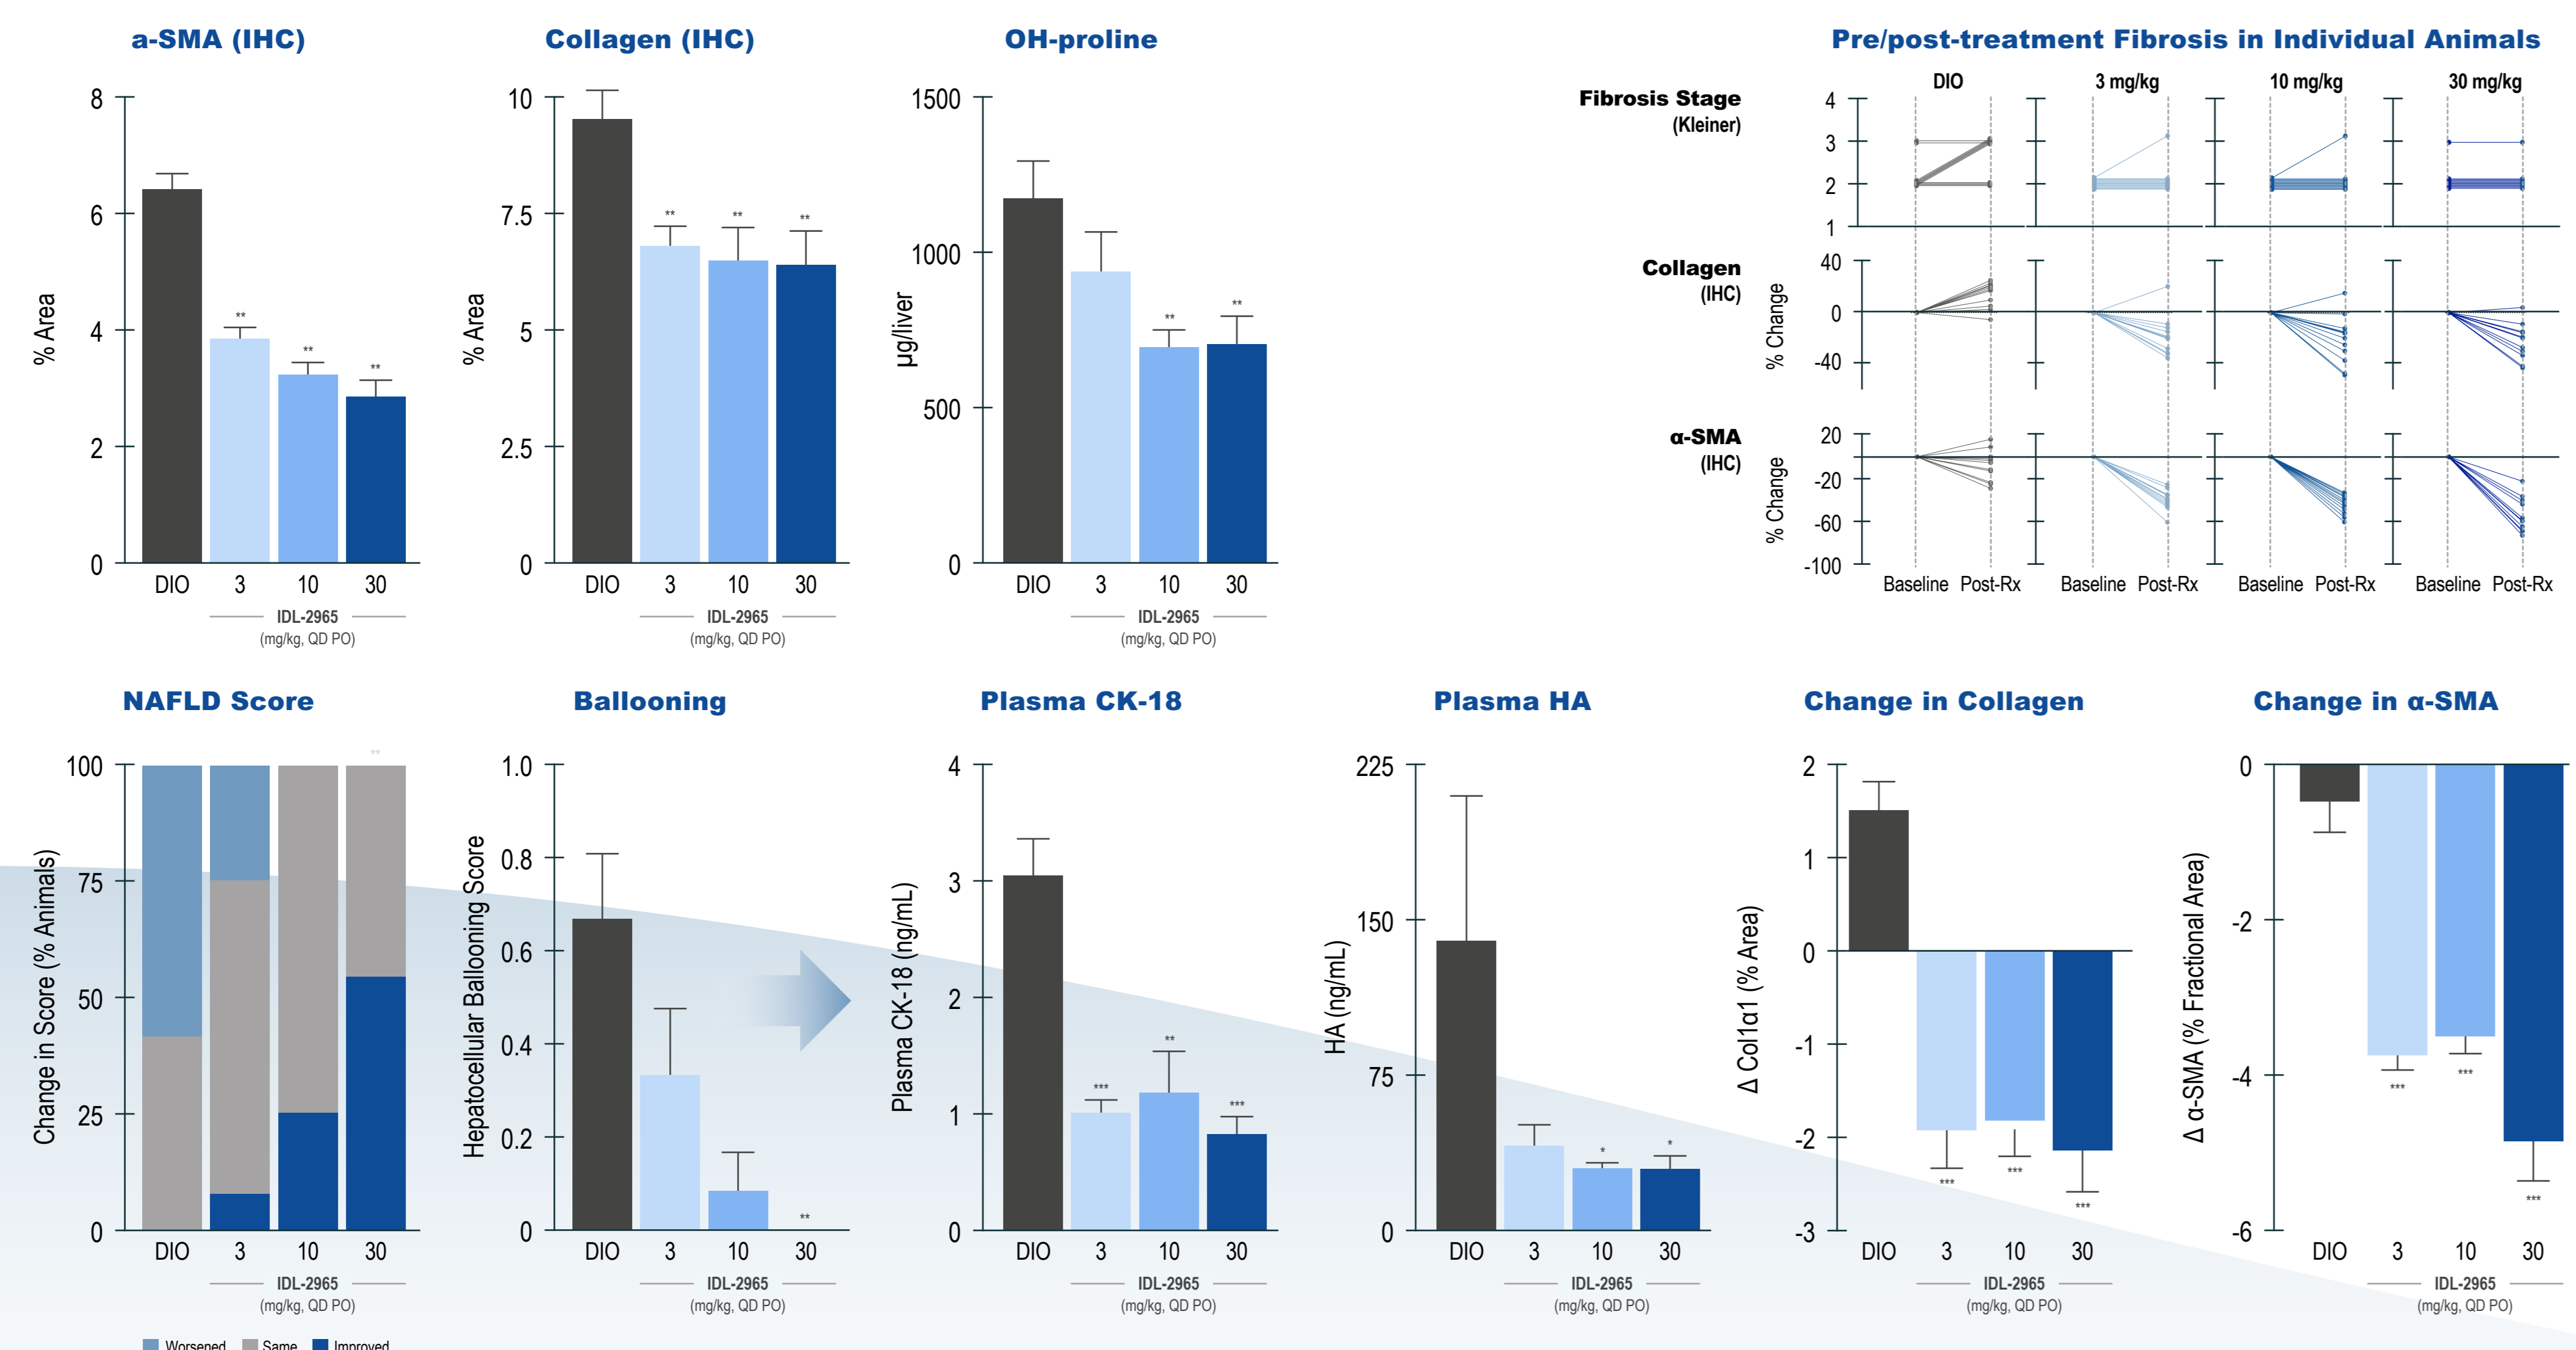 a-SMA (IHC)
% Area
8
6
4
2
0
**
**
**
DIO 3 10 30
IDL-2965
(mg/kg, QD PO)
Collagen (IHC)
% Area
10
7.5
5
2.5
0
** ** **
DIO 3 10 30
IDL-2965
(mg/kg, QD PO)
OH-proline
µg/liver
1500
1000
500
0
** **
DIO 3 10 30
IDL-2965
(mg/kg, QD PO)
Pre/post-treatment Fibrosis in Individual Animals
DIO 3 mg/kg 10 mg/kg 30 mg/kg
Fibrosis Stage
(Kleiner)
4
3
2
1
Collagen
(IHC)
% Change
40
0
-40
α-SMA
(IHC)
% Change
20
-20
-60
-100
Baseline Post-Rx Baseline Post-Rx Baseline Post-Rx Baseline Post-Rx
NAFLD Score
Change in Score (% Animals)
100
75
50
25
0
**
DIO 3 10 30
IDL-2965
(mg/kg, QD PO)
Worsened Same Improved
Ballooning
Hepatocellular Ballooning Score
1.0
0.8
0.6
0.4
0.2
0
**
DIO 3 10 30
IDL-2965
(mg/kg, QD PO)
Plasma CK-18
Plasma CK-18 (ng/mL)
4
3
2
1
0
*** ** ***
DIO 3 10 30
IDL-2965
(mg/kg, QD PO)
Plasma HA
HA (ng/mL)
225
150
75
0
* *
DIO 3 10 30
IDL-2965
(mg/kg, QD PO)
Change in Collagen
Δ Col1α1 (% Area)
2
1
0
-1
-2
-3
*** *** ***
DIO 3 10 30
IDL-2965
(mg/kg, QD PO)
Change in α-SMA
Δ α-SMA (% Fractional Area)
0
-2
-4
-6
*** *** ***
DIO 3 10 30
IDL-2965
(mg/kg, QD PO)